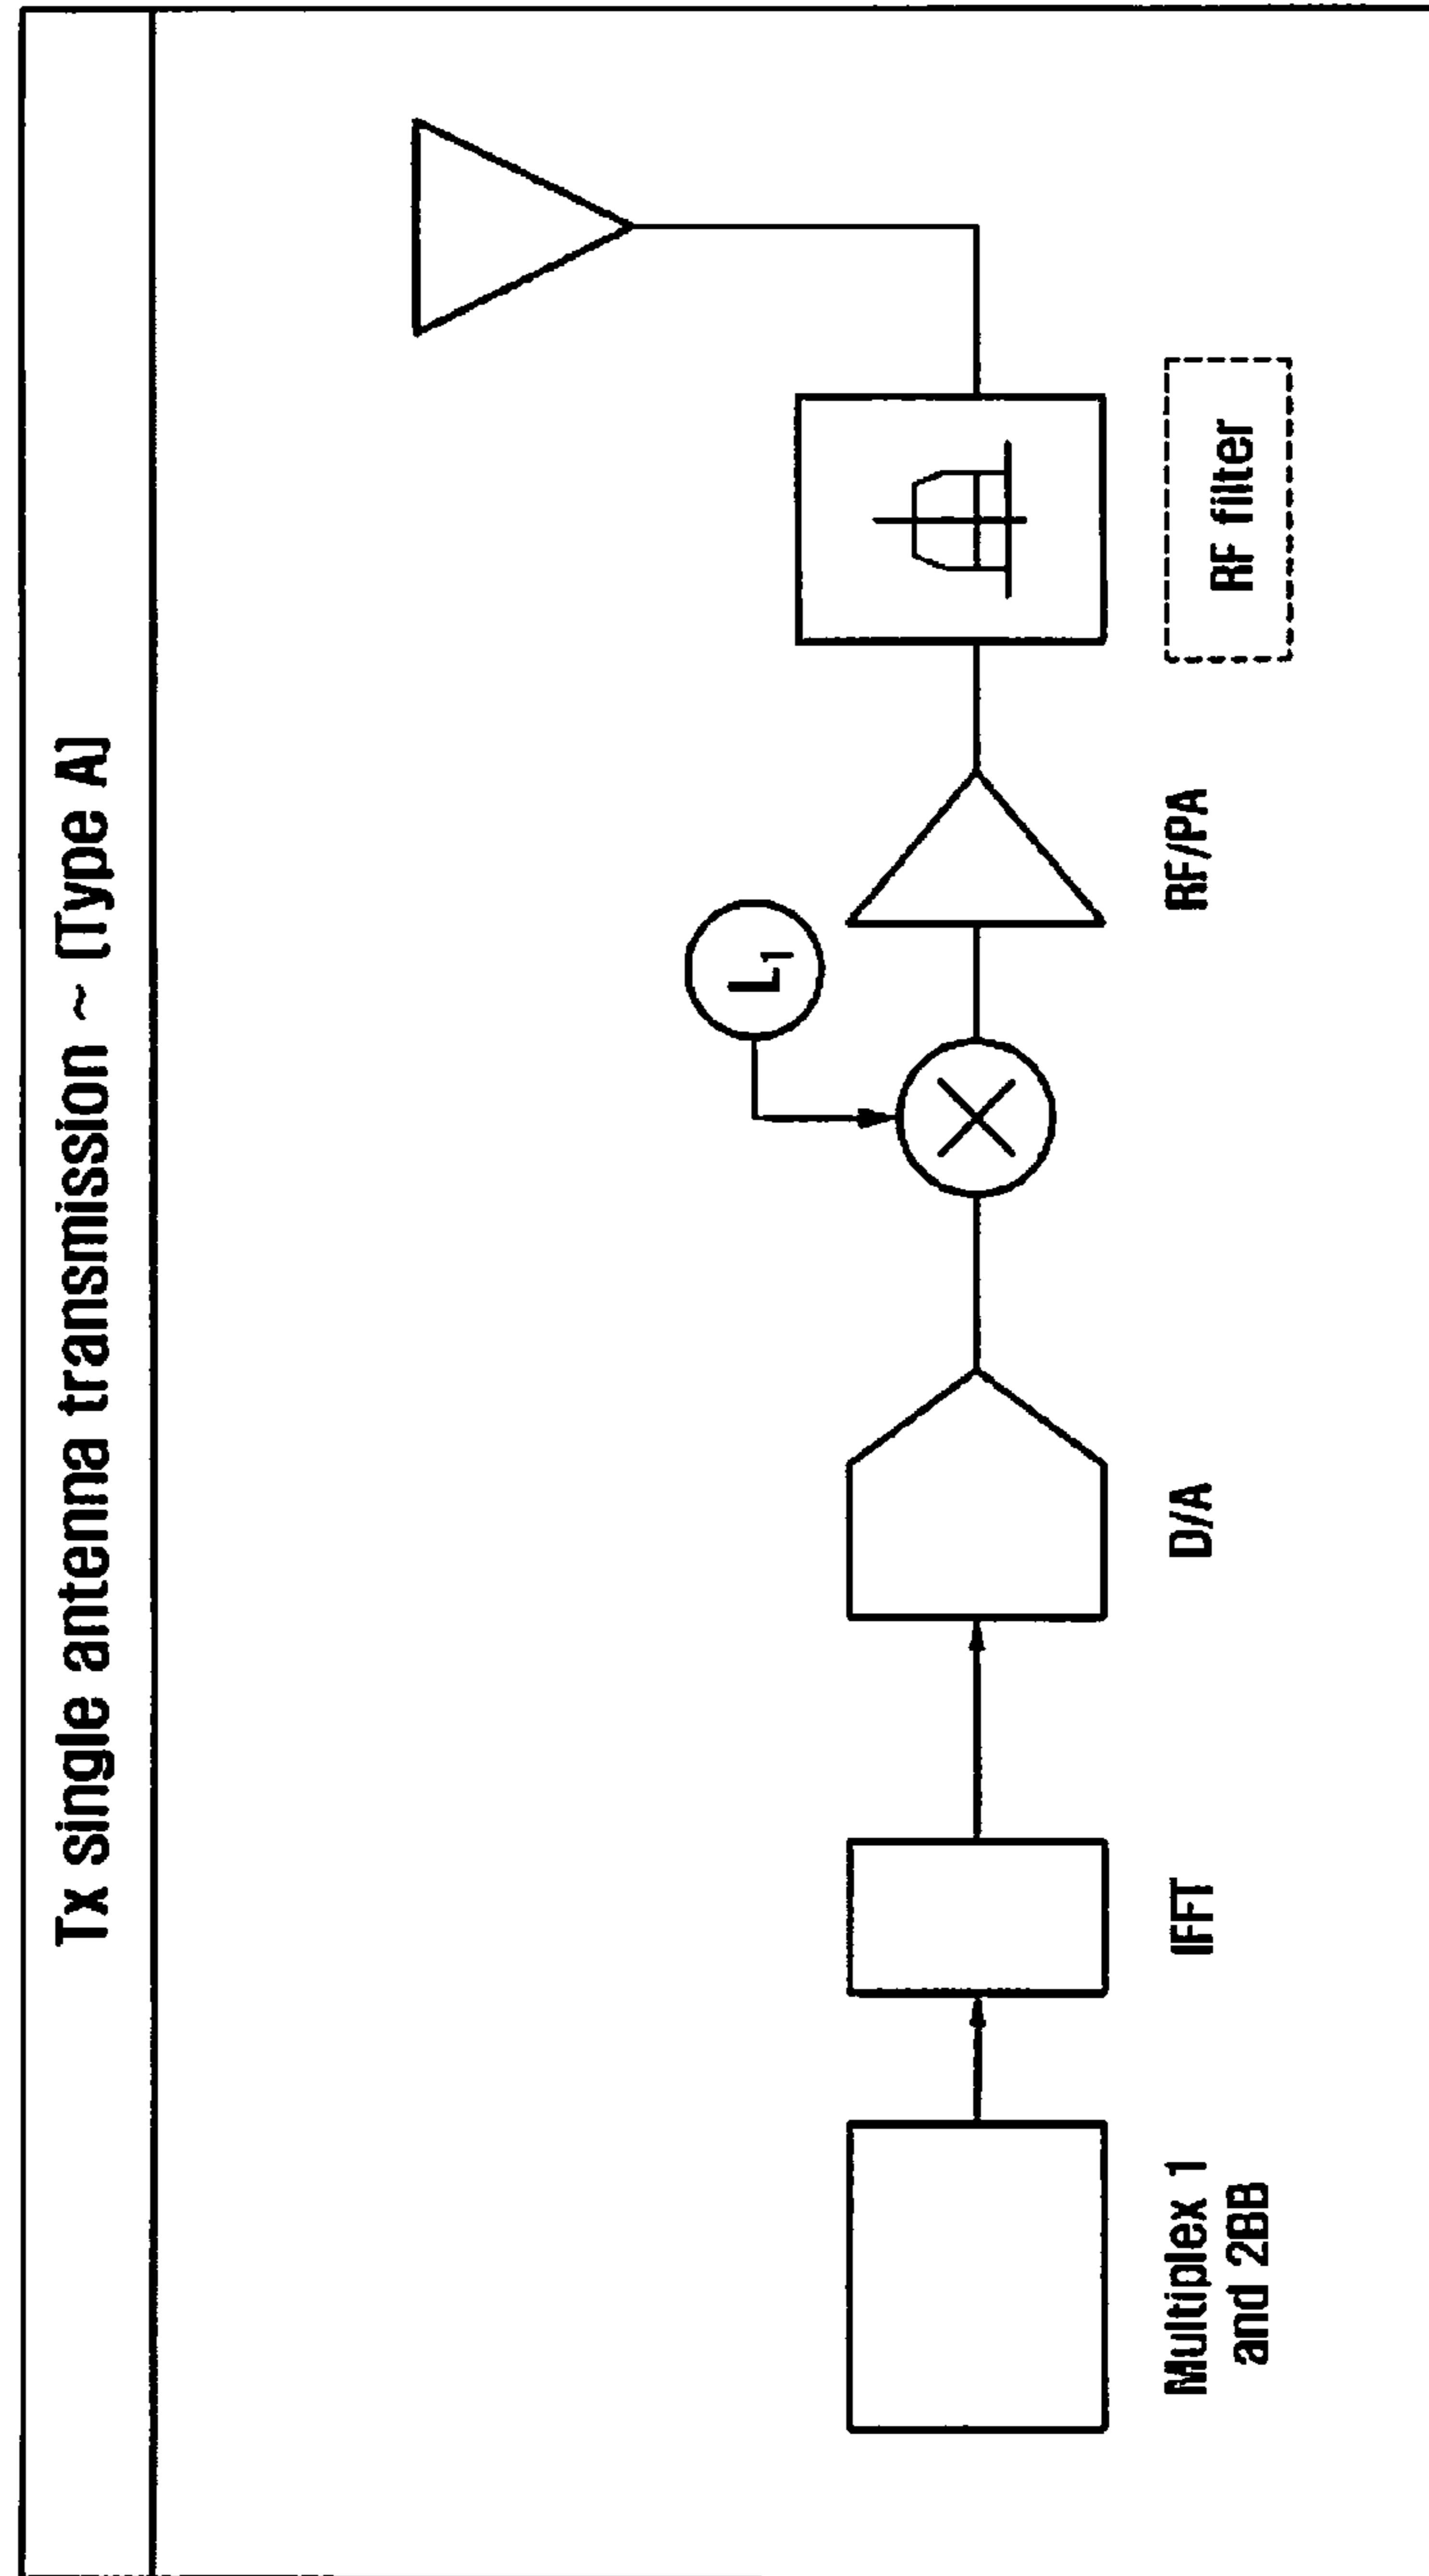 Tx single antenna transmission ~ (Type A)
L1
Multiplex 1
and 2BB
IFFT
D/A
RF/PA
RF filter